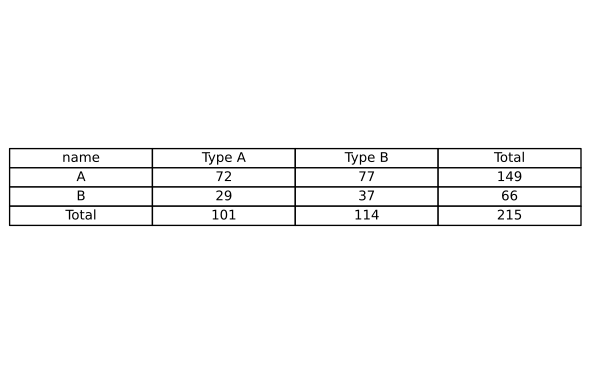 name Type A Type B Total
A 72 77 149
B 29 37 66
Total 101 114 215